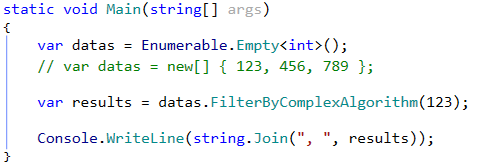 static void Main(string[] args)
{
    var datas = Enumerable.Empty<int>();
    // var datas = new[] { 123, 456, 789 };
    var results = datas.FilterByComplexAlgorithm(123);
    Console.WriteLine(string.Join(", ", results));
}